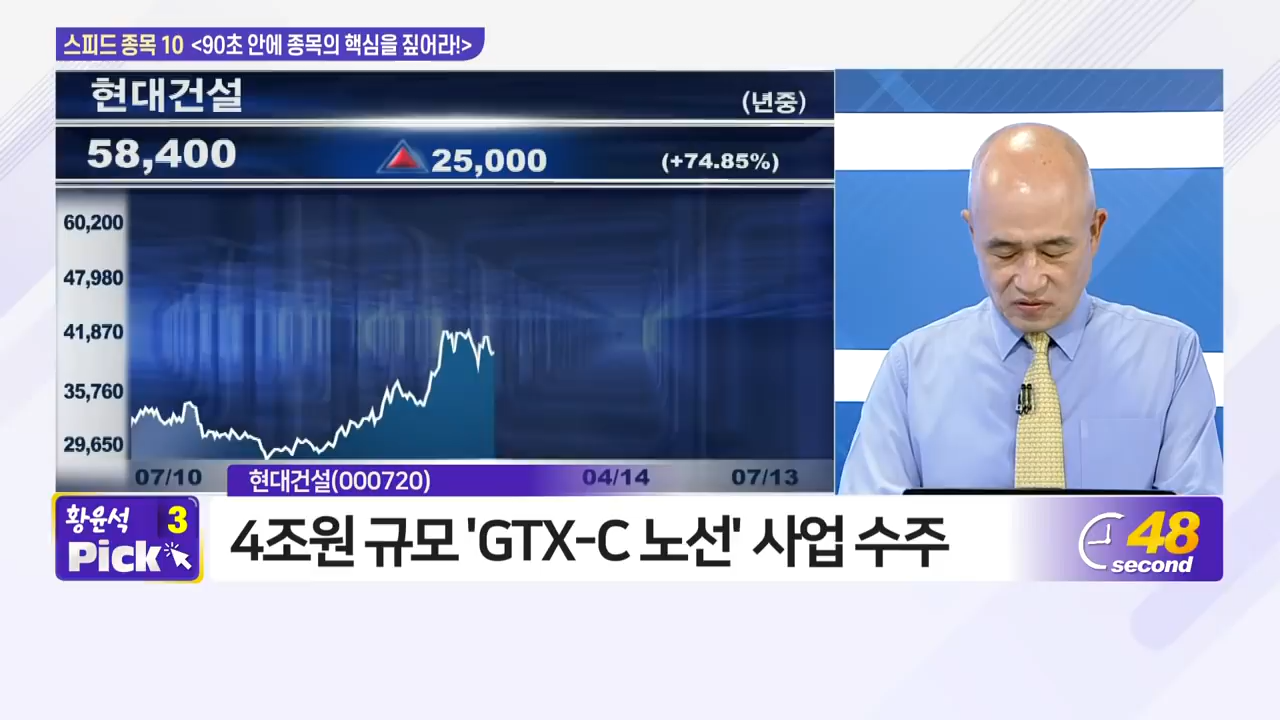 스피드 종목 10 <90초 안에 종목의 핵심을 짚어라!>
현대건설
(년중)
58,400
25,000
(+74.85%)
60,200
47,980
41,870
35,760
29,650
07/10
04/14
07/13
현대건설(000720)
황윤석 3
Pick
4조원 규모 'GTX-C 노선' 사업 수주
48
second